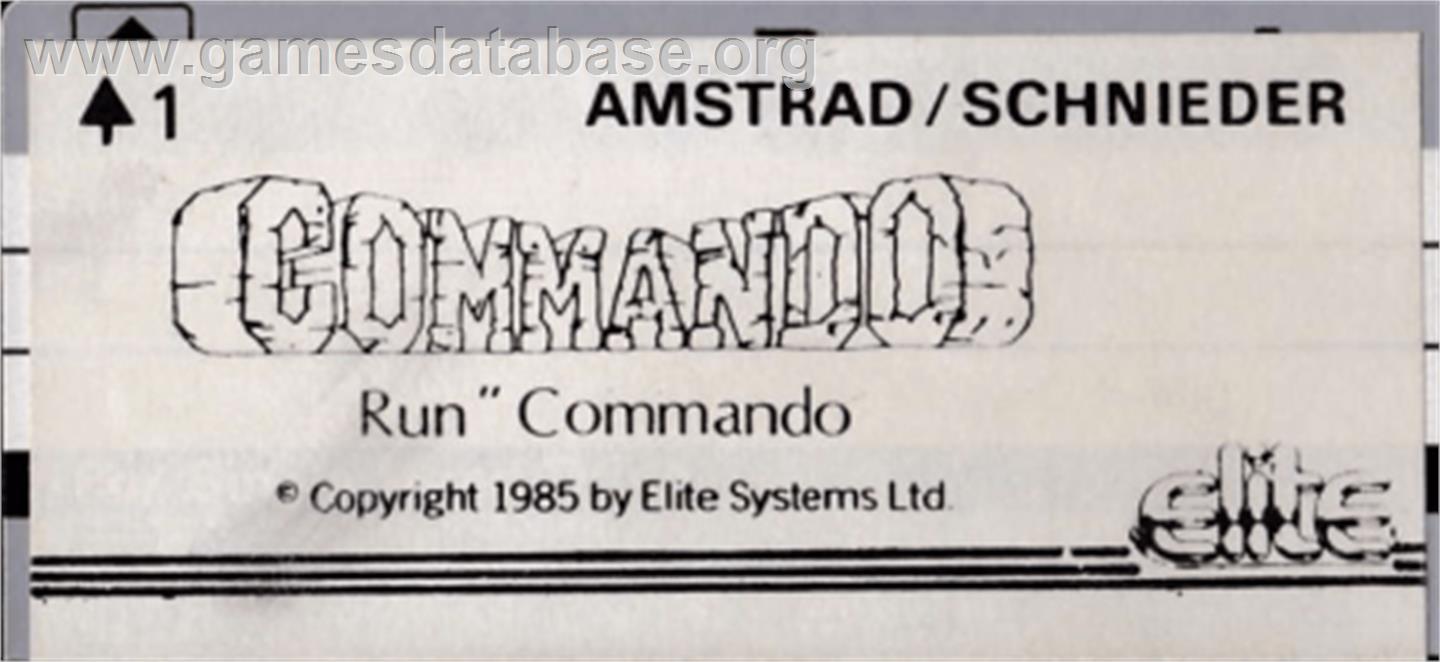 www.gamesdatabase.org
1
AMSTRAD / SCHNIEDER
COMMANDO
Run " Commando
© Copyright 1985 by Elite Systems Ltd.
elite